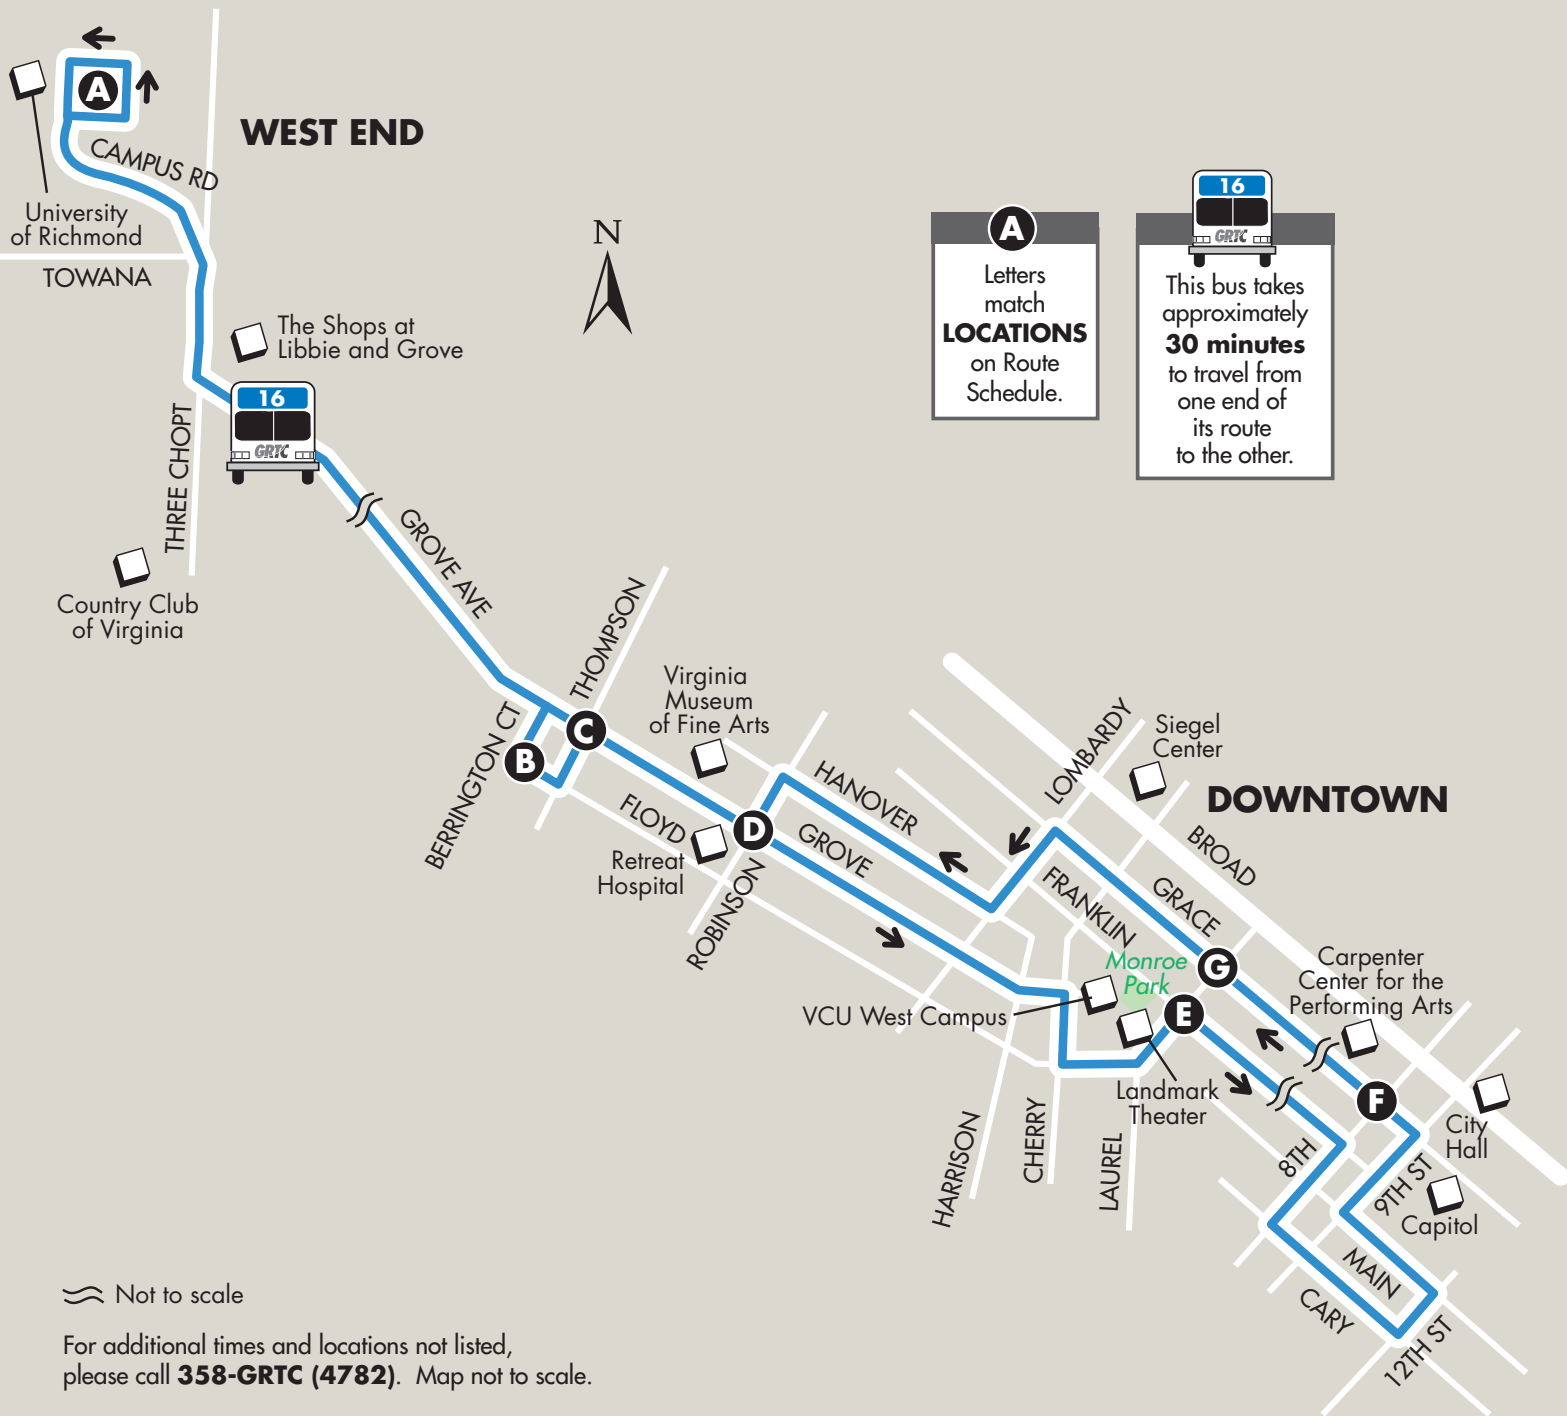 A
CAMPUS RD
WEST END
University
of Richmond
TOWANA
The Shops at
Libbie and Grove
16
GRTC
THREE CHOPT
Country Club
of Virginia
N
A
Letters
match
LOCATIONS
on Route
Schedule.
16
GRTC
This bus takes
approximately
30 minutes
to travel from
one end of
its route
to the other.
GROVE AVE
THOMPSON
BERRINGTON CT
B
C
Virginia
Museum
of Fine Arts
FLOYD
Retreat
Hospital
D
ROBINSON
HANOVER
GROVE
LOMBARDY
Siegel
Center
DOWNTOWN
BROAD
GRACE
FRANKLIN
Monroe
Park
G
E
VCU West Campus
Carpenter
Center for the
Performing Arts
Landmark
Theater
F
City
Hall
HARRISON
CHERRY
LAUREL
8TH
9TH ST
Capitol
MAIN
CARY
12TH ST
Not to scale
For additional times and locations not listed,
please call 358-GRTC (4782). Map not to scale.